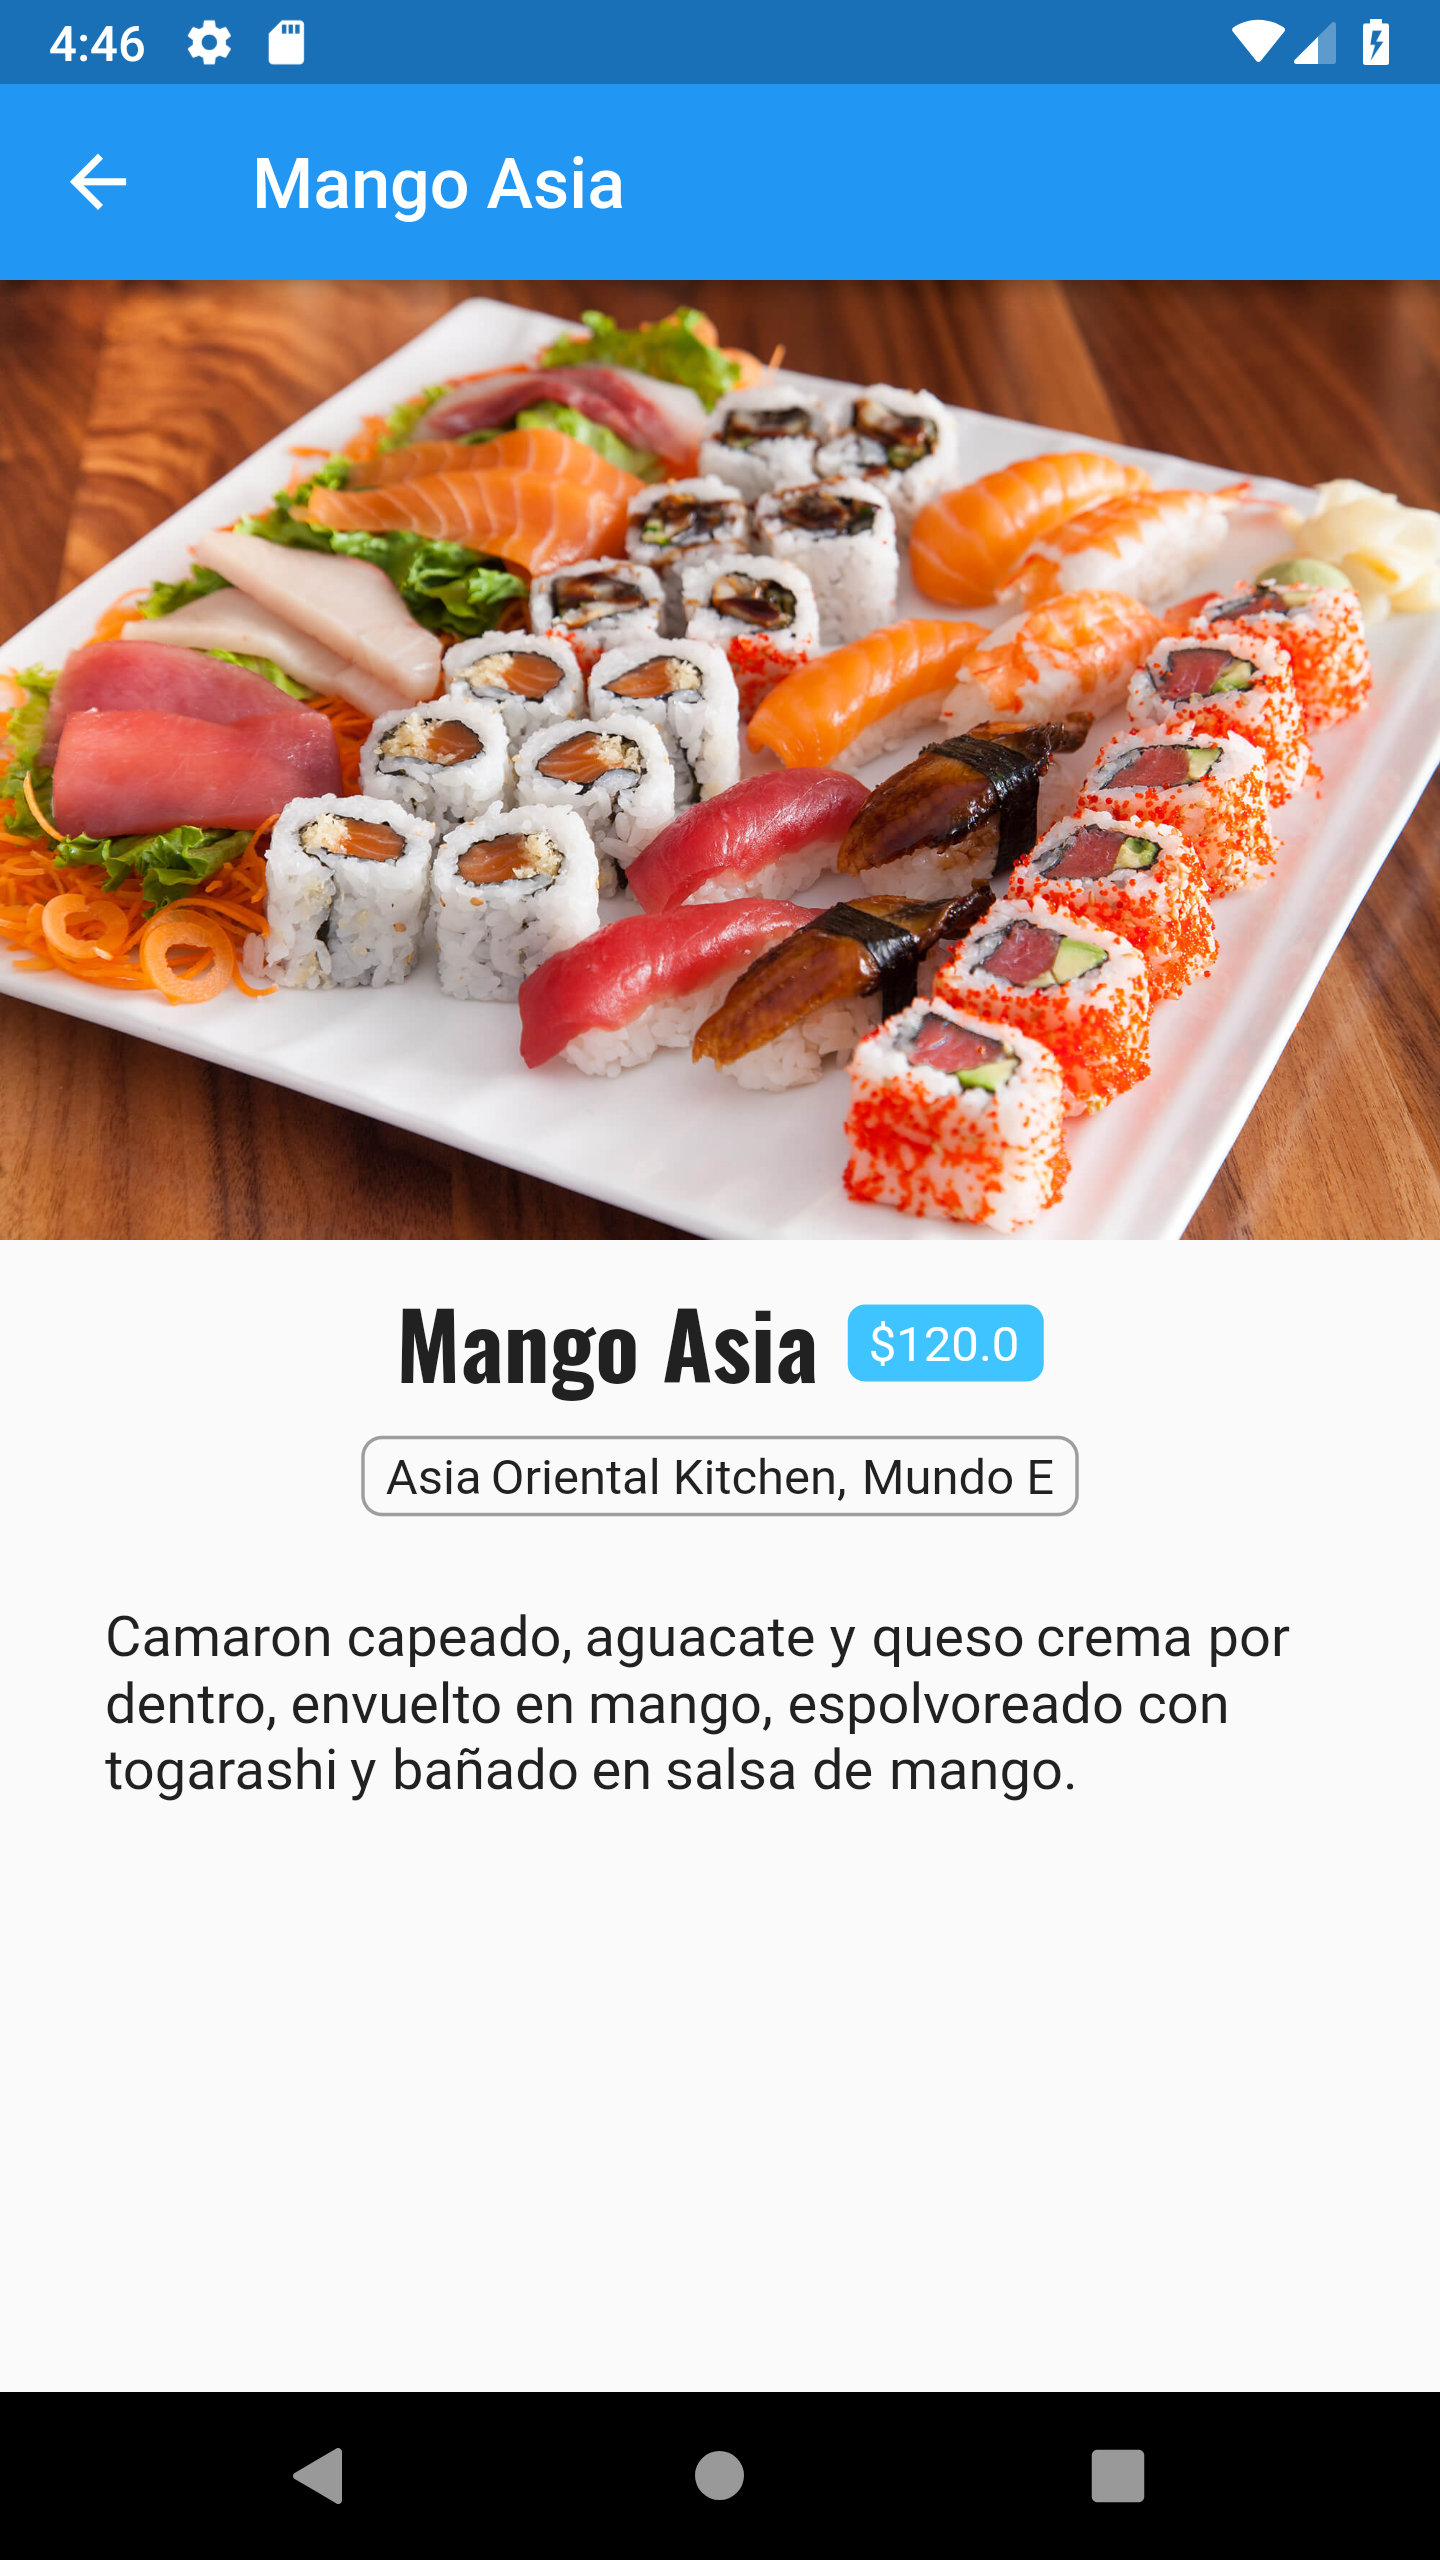 4:46
Mango Asia
Mango Asia $120.0
Asia Oriental Kitchen, Mundo E
Camaron capeado, aguacate y queso crema por
dentro, envuelto en mango, espolvoreado con
togarashi y bañado en salsa de mango.